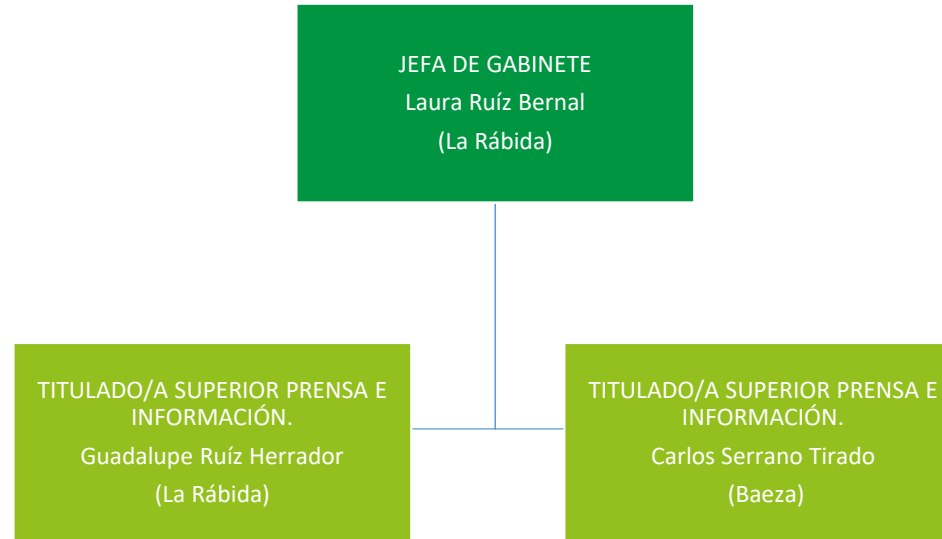 JEFA DE GABINETE
Laura Ruíz Bernal
(La Rábida)
TITULADO/A SUPERIOR PRENSA E
INFORMACIÓN.
Guadalupe Ruíz Herrador
(La Rábida)
TITULADO/A SUPERIOR PRENSA E
INFORMACIÓN.
Carlos Serrano Tirado
(Baeza)